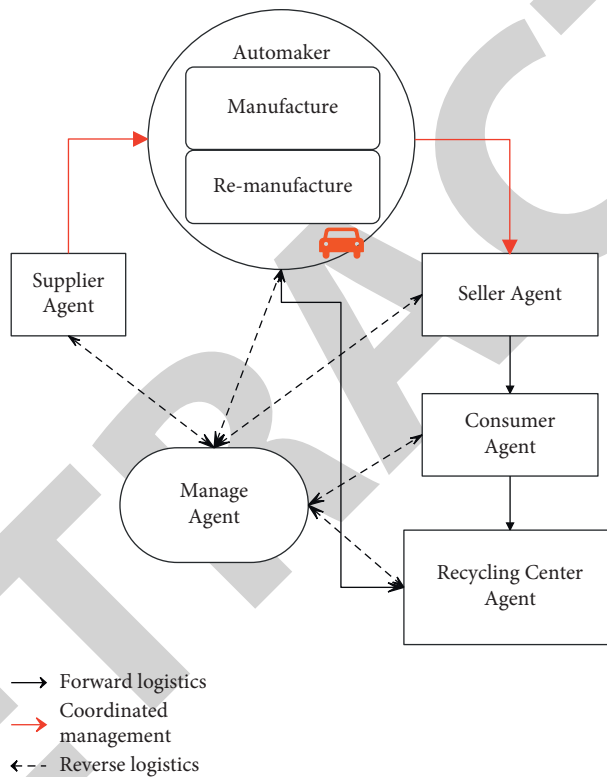 Automaker
Manufacture
Re-manufacture
Supplier
Agent
Seller Agent
Consumer
Agent
Manage
Agent
Recycling Center
Agent
Forward logistics
Coordinated
management
Reverse logistics
TRAC